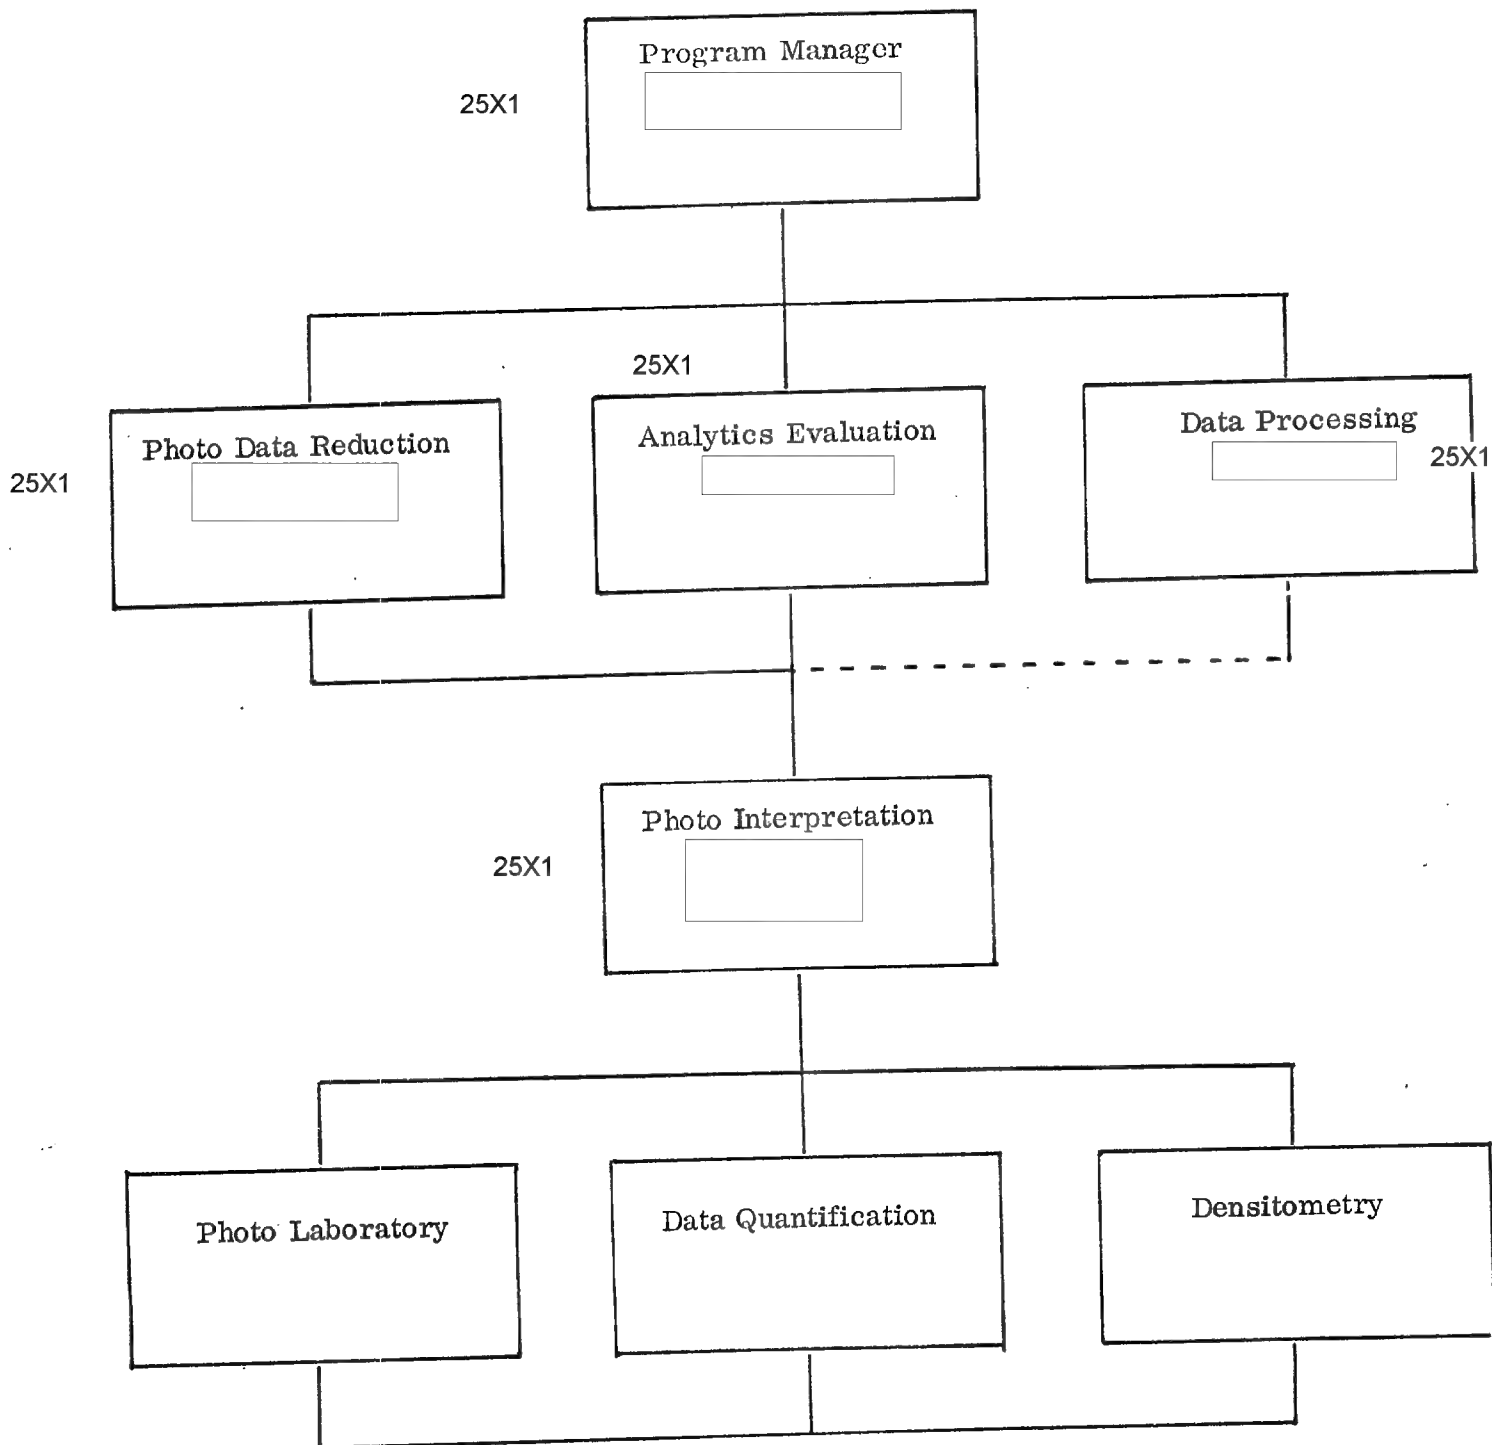 Program Manager
25X1
25X1
Photo Data Reduction
Analytics Evaluation
Data Processing
25X1
25X1
Photo Interpretation
25X1
Photo Laboratory
Data Quantification
Densitometry